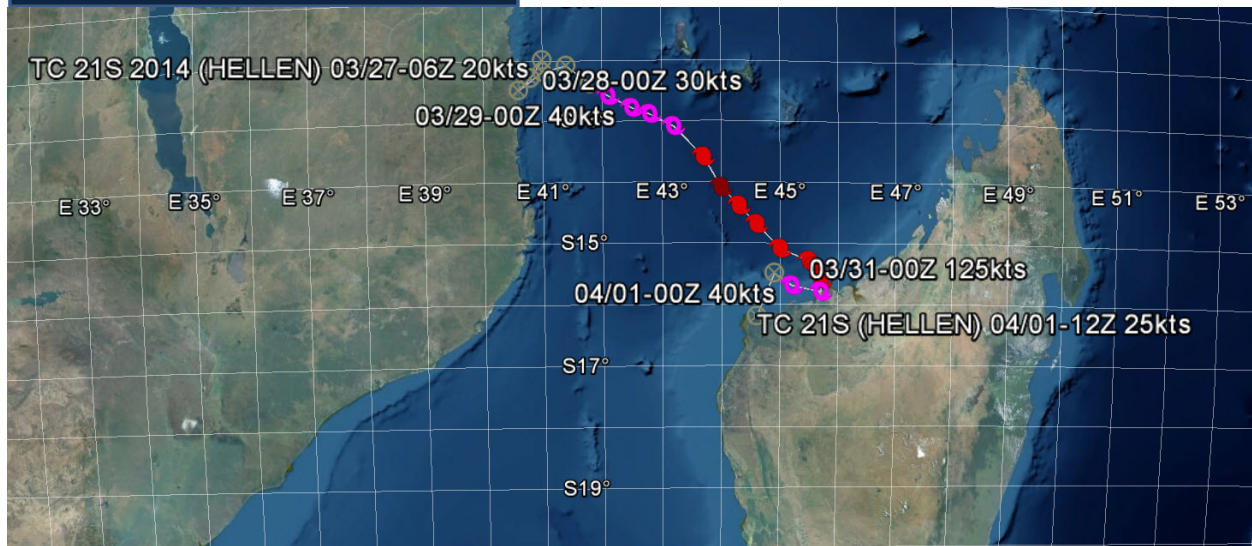 TC 21S 2014 (HELLEN) 03/27-06Z 20kts
03/28-00Z 30kts
03/29-00Z 40kts
E 33°
E 35°
E 37°
E 39°
E 41°
E 43°
E 45°
E 47°
E 49°
E 51°
E 53°
S15°
03/31-00Z 125kts
04/01-00Z 40kts
TC 21S (HELLEN) 04/01-12Z 25kts
S17°
S19°